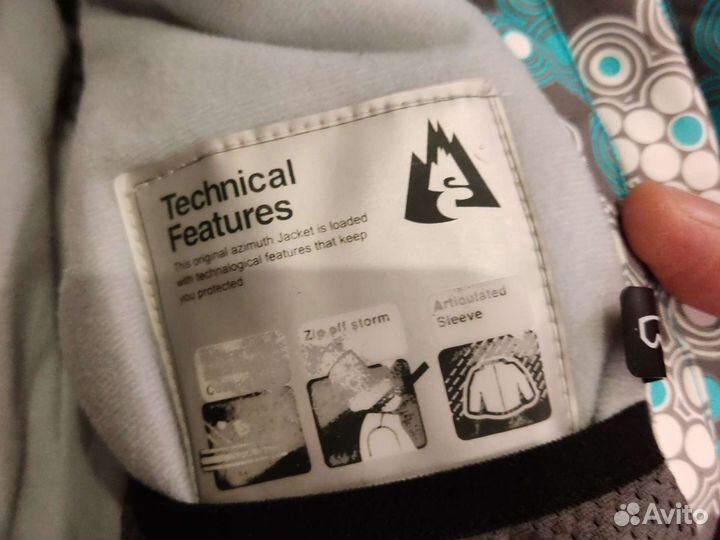 Technical
Features
This original azimuth Jacket is loaded
with technalogical features that keep
you protected
Zip off storm
Articulated
Sleeve
Avito